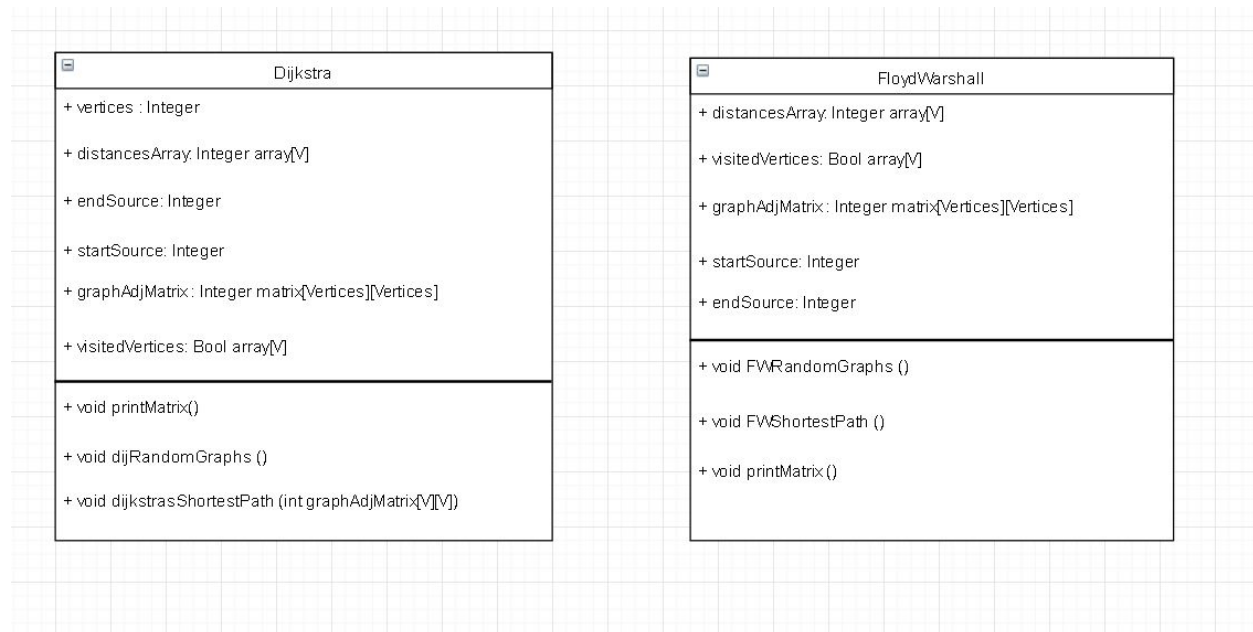 Dijkstra
+ vertices : Integer
+ distancesArray: Integer array[V]
+ endSource: Integer
+ startSource: Integer
+ graphAdjMatrix : Integer matrix[Vertices][Vertices]
+ visitedVertices: Bool array[V]
+ void printMatrix()
+ void dijRandomGraphs ()
+ void dijkstrasShortestPath (int graphAdjMatrix[V][V])
FloydWarshall
+ distancesArray: Integer array[V]
+ visitedVertices: Bool array[V]
+ graphAdjMatrix : Integer matrix[Vertices][Vertices]
+ startSource: Integer
+ endSource: Integer
+ void FWRandomGraphs ()
+ void FWShortestPath ()
+ void printMatrix ()